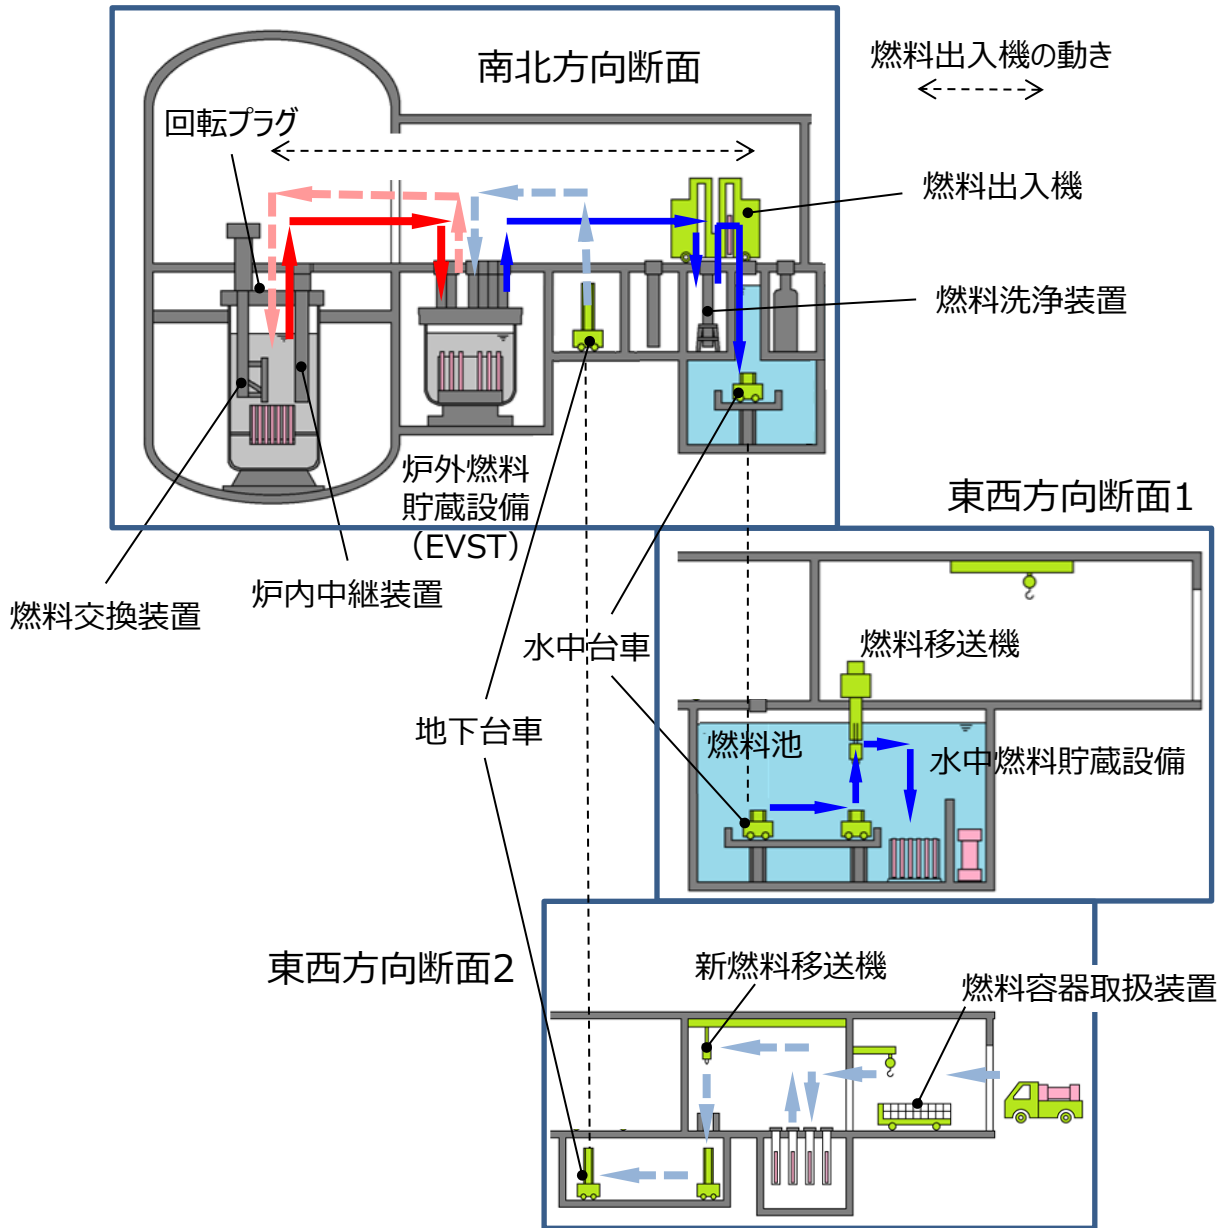 南北方向断面
燃料出入機の動き
回転プラグ
燃料出入機
燃料洗浄装置
炉外燃料
貯蔵設備
(EVST)
東西方向断面1
燃料交換装置
炉内中継装置
水中台車
燃料移送機
地下台車
燃料池
水中燃料貯蔵設備
東西方向断面2
新燃料移送機
燃料容器取扱装置